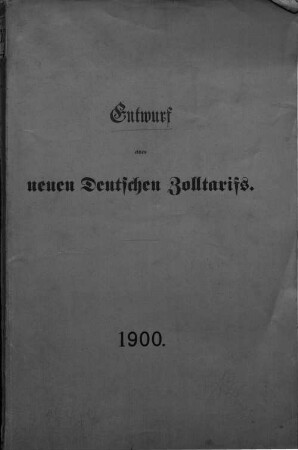 Entwurf
eines
neuen Deutschen Zolltarifs.
1900.